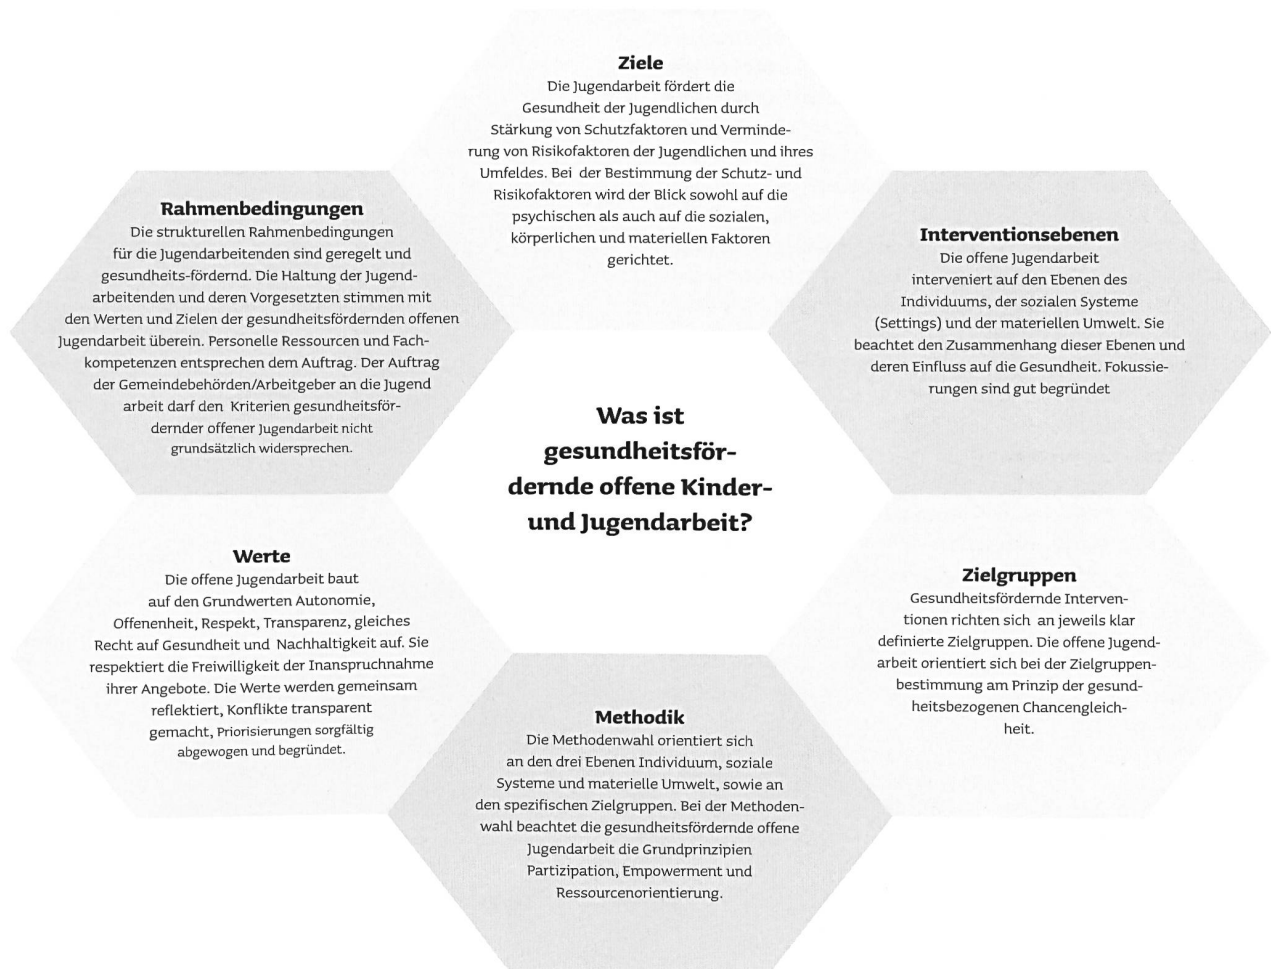 Ziele
Die Jugendarbeit fördert die
Gesundheit der Jugendlichen durch
Stärkung von Schutzfaktoren und Verminde-
rung von Risikofaktoren der Jugendlichen und ihres
Umfeldes. Bei der Bestimmung der Schutz- und
Risikofaktoren wird der Blick sowohl auf die
psychischen als auch auf die sozialen,
körperlichen und materiellen Faktoren
gerichtet.
Rahmenbedingungen
Die strukturellen Rahmenbedingungen
für die Jugendarbeitenden sind geregelt und
gesundheits-fördernd. Die Haltung der Jugend-
arbeitenden und deren Vorgesetzten stimmen mit
den Werten und Zielen der gesundheitsfördernden offenen
Jugendarbeit überein. Personelle Ressourcen und Fach-
kompetenzen entsprechen dem Auftrag. Der Auftrag
der Gemeindebehörden/Arbeitgeber an die Jugend
arbeit darf den Kriterien gesundheitsför-
dernder offener Jugendarbeit nicht
grundsätzlich widersprechen.
Interventionsebenen
Die offene Jugendarbeit
interveniert auf den Ebenen des
Individuums, der sozialen Systeme
(Settings) und der materiellen Umwelt. Sie
beachtet den Zusammenhang dieser Ebenen und
deren Einfluss auf die Gesundheit. Fokussie-
rungen sind gut begründet
Was ist
gesundheitsför-
dernde offene Kinder-
und Jugendarbeit?
Werte
Die offene Jugendarbeit baut
auf den Grundwerten Autonomie,
Offenenheit, Respekt, Transparenz, gleiches
Recht auf Gesundheit und Nachhaltigkeit auf. Sie
respektiert die Freiwilligkeit der Inanspruchnahme
ihrer Angebote. Die Werte werden gemeinsam
reflektiert, Konflikte transparent
gemacht, Priorisierungen sorgfältig
abgewogen und begründet.
Zielgruppen
Gesundheitsfördernde Interven-
tionen richten sich an jeweils klar
definierte Zielgruppen. Die offene Jugend-
arbeit orientiert sich bei der Zielgruppen-
bestimmung am Prinzip der gesund-
heitsbezogenen Chancengleich-
heit.
Methodik
Die Methodenwahl orientiert sich
an den drei Ebenen Individuum, soziale
Systeme und materielle Umwelt, sowie an
den spezifischen Zielgruppen. Bei der Methoden-
wahl beachtet die gesundheitsfördernde offene
Jugendarbeit die Grundprinzipien
Partizipation, Empowerment und
Ressourcenorientierung.